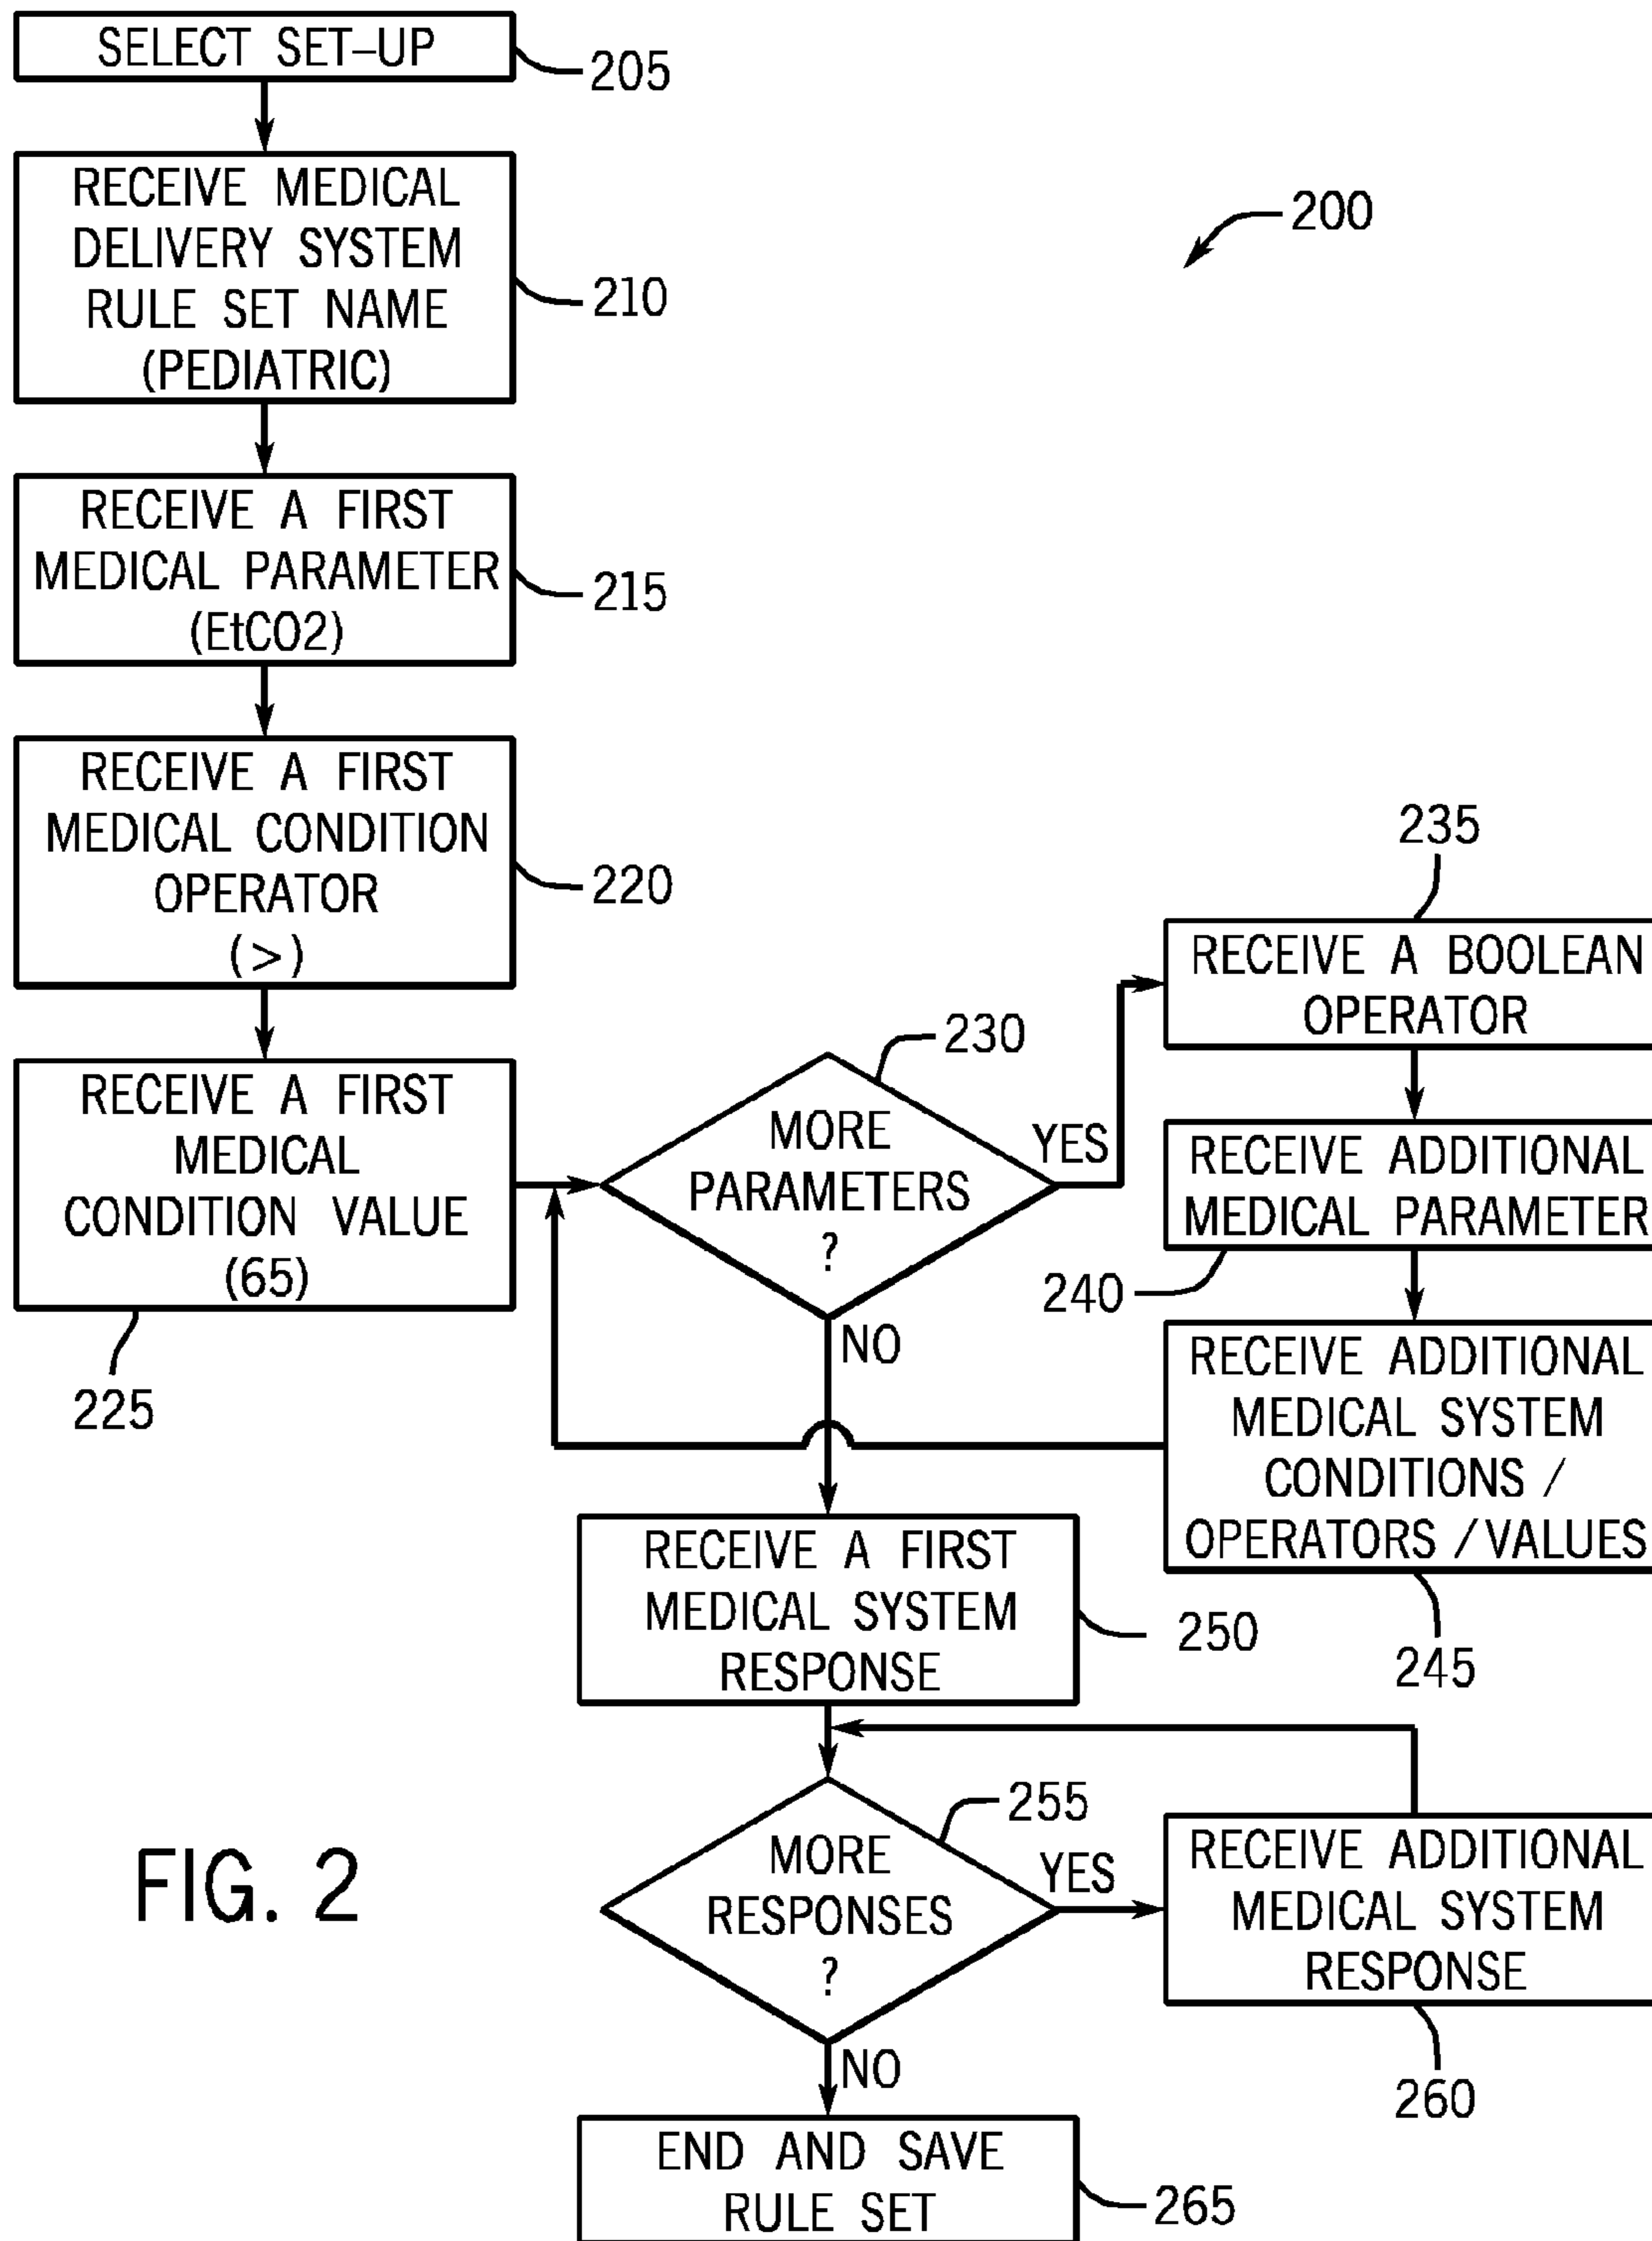 SELECT SET–UP
205
RECEIVE MEDICAL
DELIVERY SYSTEM
RULE SET NAME
(PEDIATRIC)
210
200
RECEIVE A FIRST
MEDICAL PARAMETER
(EtCO2)
215
RECEIVE A FIRST
MEDICAL CONDITION
OPERATOR
(>)
220
RECEIVE A FIRST
MEDICAL
CONDITION VALUE
(65)
225
230
MORE
PARAMETERS
?
YES
NO
235
RECEIVE A BOOLEAN
OPERATOR
RECEIVE ADDITIONAL
MEDICAL PARAMETER
240
RECEIVE ADDITIONAL
MEDICAL SYSTEM
CONDITIONS /
OPERATORS /VALUES
245
RECEIVE A FIRST
MEDICAL SYSTEM
RESPONSE
250
255
MORE
RESPONSES
?
YES
NO
RECEIVE ADDITIONAL
MEDICAL SYSTEM
RESPONSE
260
END AND SAVE
RULE SET
265
FIG. 2